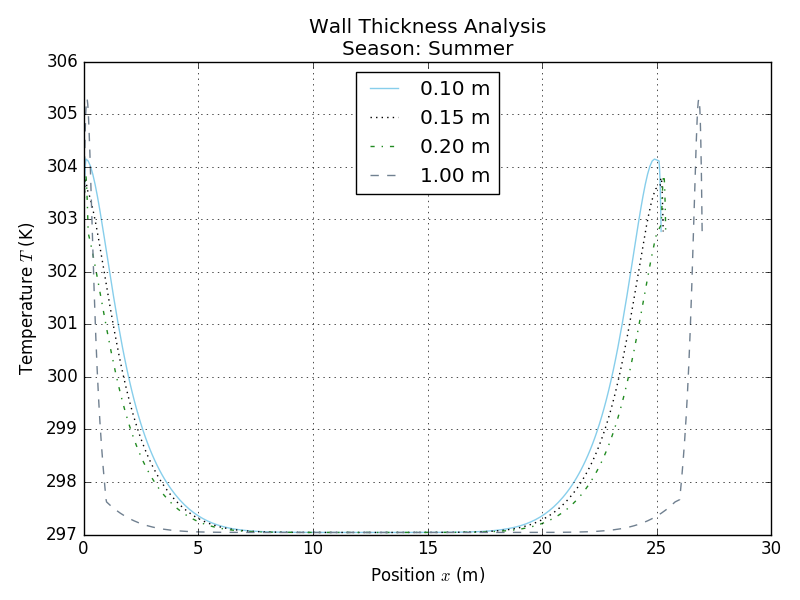 Wall Thickness Analysis
Season: Summer
0.10 m
0.15 m
0.20 m
1.00 m
306
305
304
303
302
301
300
299
298
297
Temperature T (K)
0 5 10 15 20 25 30
Position x (m)